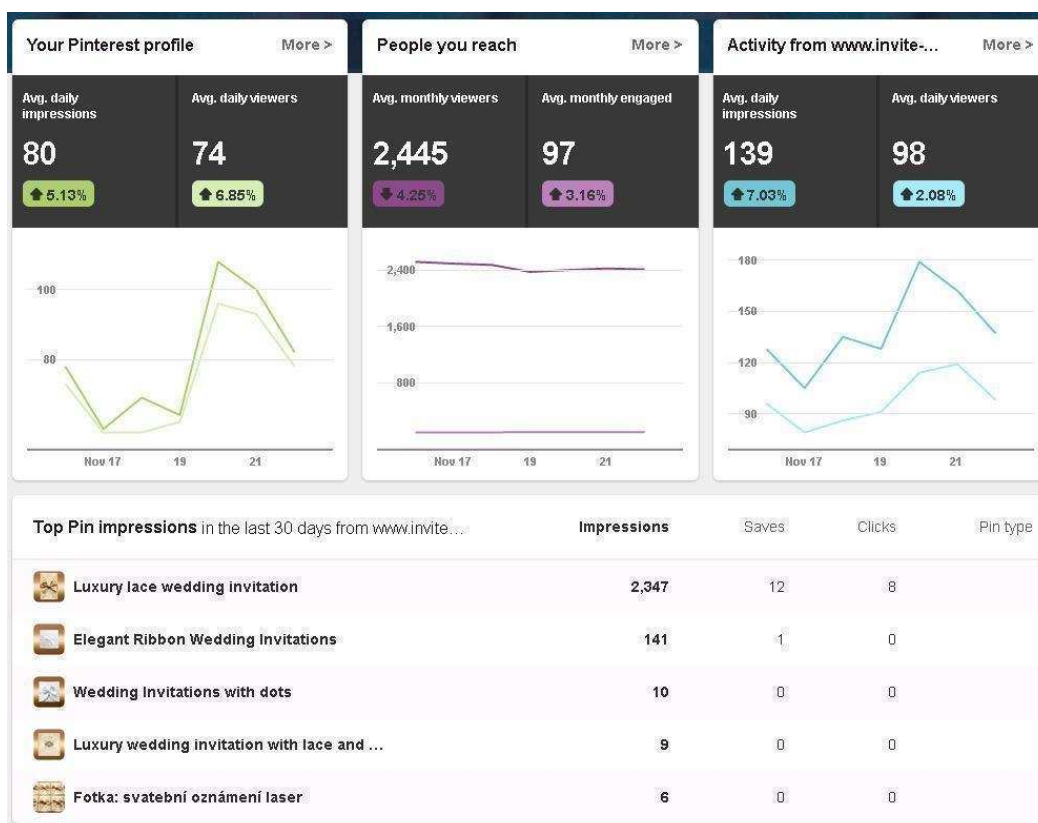 Your Pinterest profile More >
Avg. daily impressions
80
5.13%
Avg. daily viewers
74
6.85%
100
80
Nov 17 19 21
People you reach More >
Avg. monthly viewers
2,445
4.25%
Avg. monthly engaged
97
3.16%
2,400
1,600
800
Nov 17 19 21
Activity from www.invite-... More >
Avg. daily impressions
139
7.03%
Avg. daily viewers
98
2.08%
180
150
120
90
Nov 17 19 21
Top Pin impressions in the last 30 days from www.invite... Impressions Saves Clicks Pin type
Luxury lace wedding invitation 2,347 12 8
Elegant Ribbon Wedding Invitations 141 1 0
Wedding Invitations with dots 10 0 0
Luxury wedding invitation with lace and ... 9 0 0
Fotka: svatební oznámení laser 6 0 0